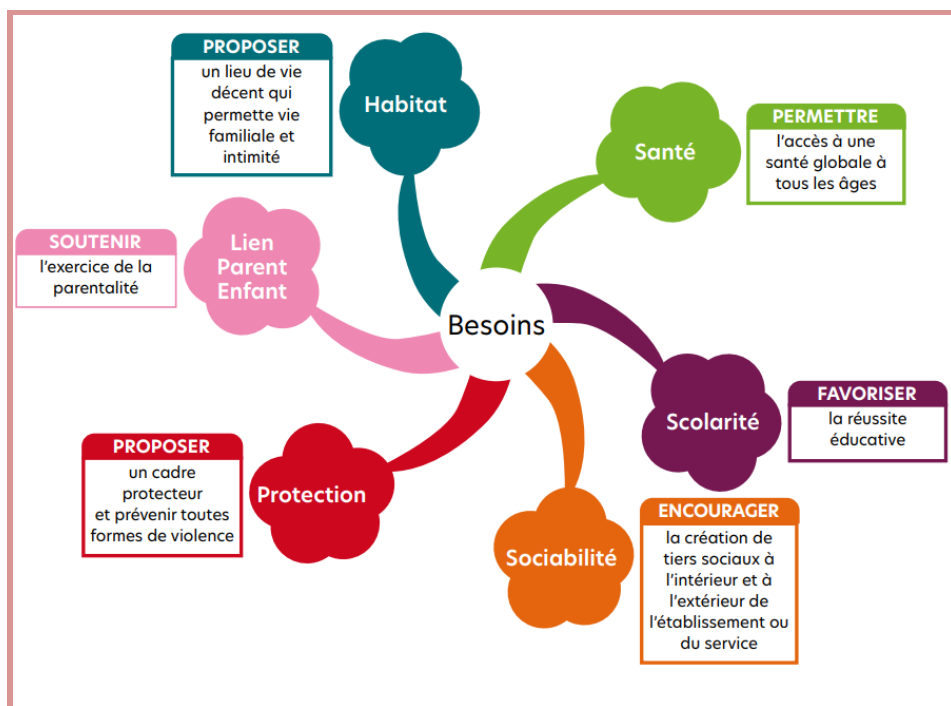 Besoins
Habitat
PROPOSER
un lieu de vie
décent qui
permette vie
familiale et
intimité
Santé
PERMETTRE
l'accès à une
santé globale à
tous les âges
Scolarité
FAVORISER
la réussite
éducative
Sociabilité
ENCOURAGER
la création de
tiers sociaux à
l'intérieur et à
l'extérieur de
l'établissement ou
du service
Protection
PROPOSER
un cadre
protecteur
et prévenir toutes
formes de violence
Lien
Parent
Enfant
SOUTENIR
l'exercice de la
parentalité